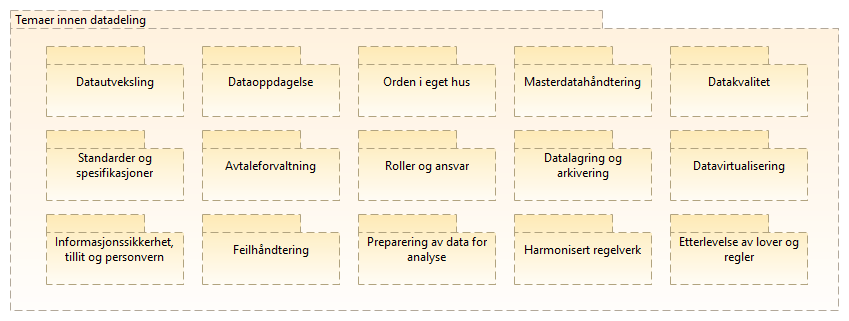 Temaer innen datadeling
Datautveksling
Dataoppdagelse
Orden i eget hus
Masterdatahåndtering
Datakvalitet
Standarder og
spesifikasjoner
Avtaleforvaltning
Roller og ansvar
Datalagring og
arkivering
Datavirtualisering
Informasjonssikkerhet,
tillit og personvern
Feilhåndtering
Preparering av data for
analyse
Harmonisert regelverk
Etterlevelse av lover og
regler